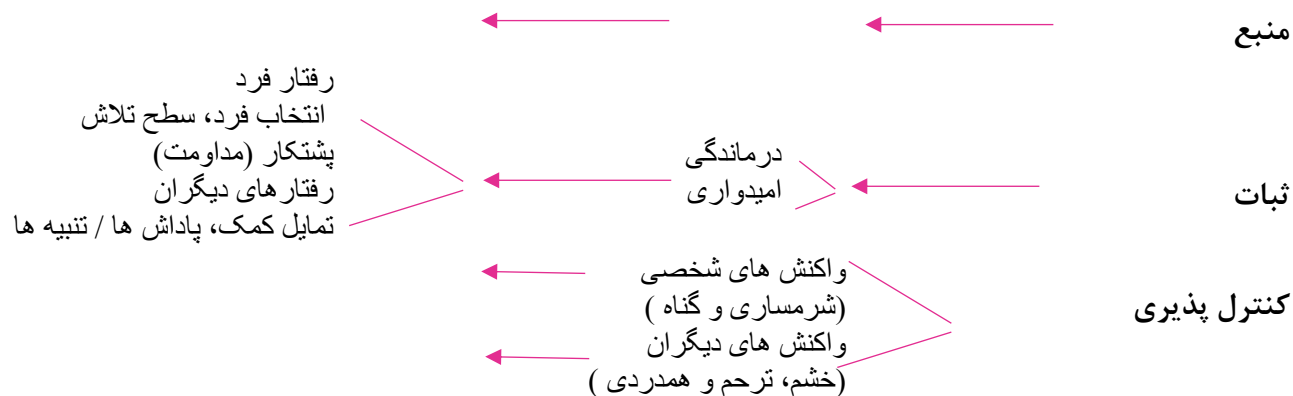 منبع
ثبات
کنترل پذیری
درماندگی
امیدواری
واکنش های شخصی
(شرمساری و گناه )
واکنش های دیگران
(خشم، ترحم و همدردی )
رفتار فرد
انتخاب فرد، سطح تلاش
پشتکار (مداومت)
رفتارهای دیگران
تمایل کمک، پاداش ها / تنبیه ها